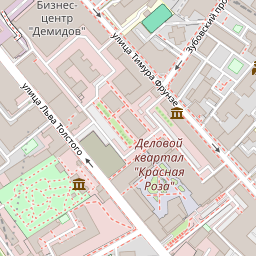 Бизнес-
центр
"Демидов"
улица Тимура Фрунзе
Зубовский про
улица Льва Толстого
Деловой
квартал
"Красная
Роза"